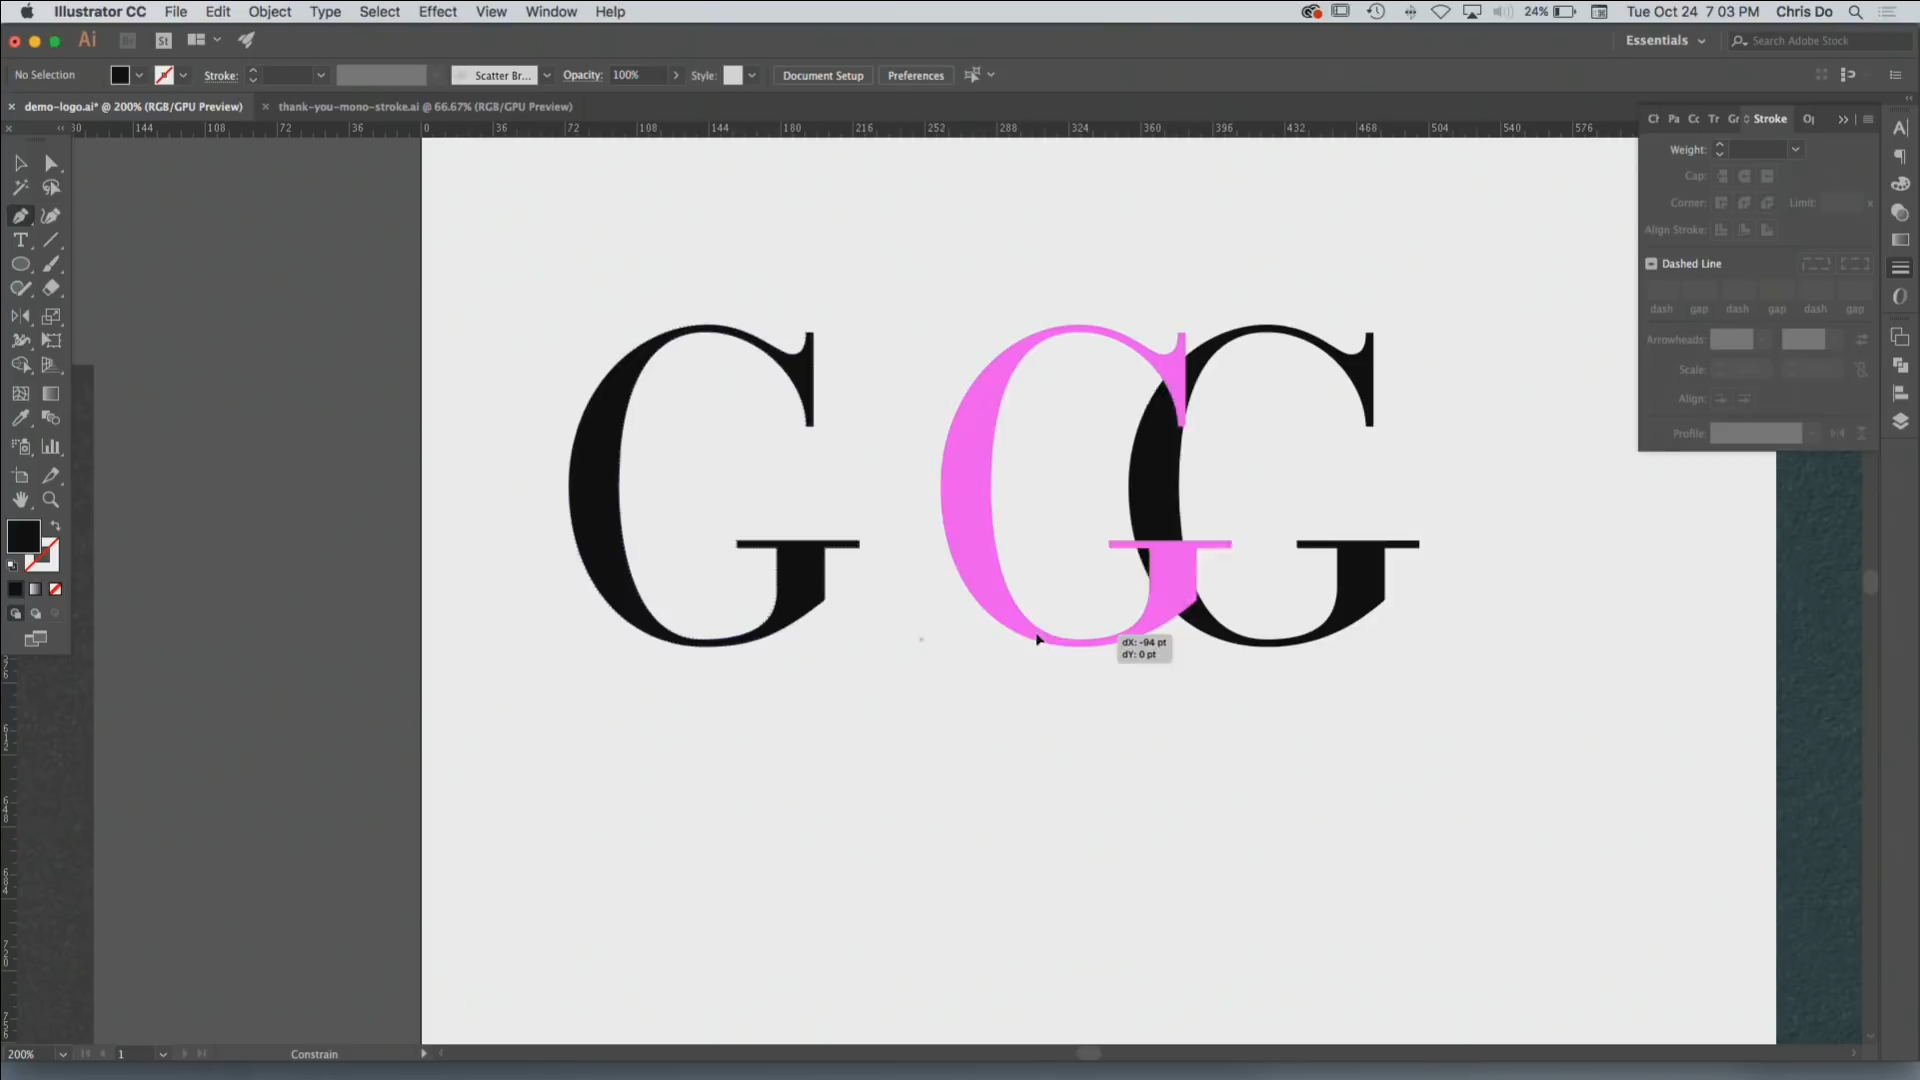 Illustrator CC File Edit Object Type Select Effect View Window Help 24% Tue Oct 24 7:03 PM Chris Do
Ai Br St Essentials Search Adobe Stock
No Selection Stroke: Scatter Br... Opacity: 100% Style: Document Setup Preferences
× demo-logo.ai* @ 200% (RGB/GPU Preview) × thank-you-mono-stroke.ai @ 66.67% (RGB/GPU Preview)
144 108 72 36 0 36 72 108 144 180 216 252 288 324 360 396 432 468 504 540 576
Pa Tr Stroke
Weight:
Cap:
Corner: Limit: x
Align Stroke:
Dashed Line
dash gap dash gap dash gap
Arrowheads:
Scale:
Align:
Profile:
G G G
dX: -94 pt
dY: 0 pt
200% 1 Constrain